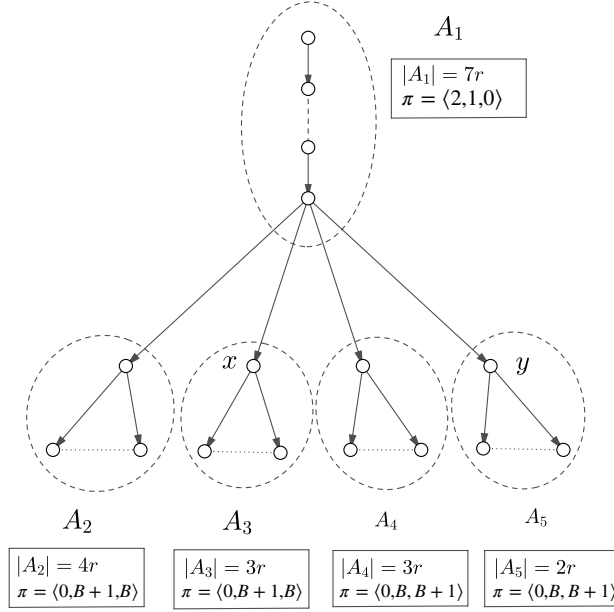 A₁
|A₁| = 7r
π = ⟨2,1,0⟩
x
y
A₂
A₃
A₄
A₅
|A₂| = 4r
π = ⟨0,B + 1,B⟩
|A₃| = 3r
π = ⟨0,B + 1,B⟩
|A₄| = 3r
π = ⟨0,B,B + 1⟩
|A₅| = 2r
π = ⟨0,B,B + 1⟩